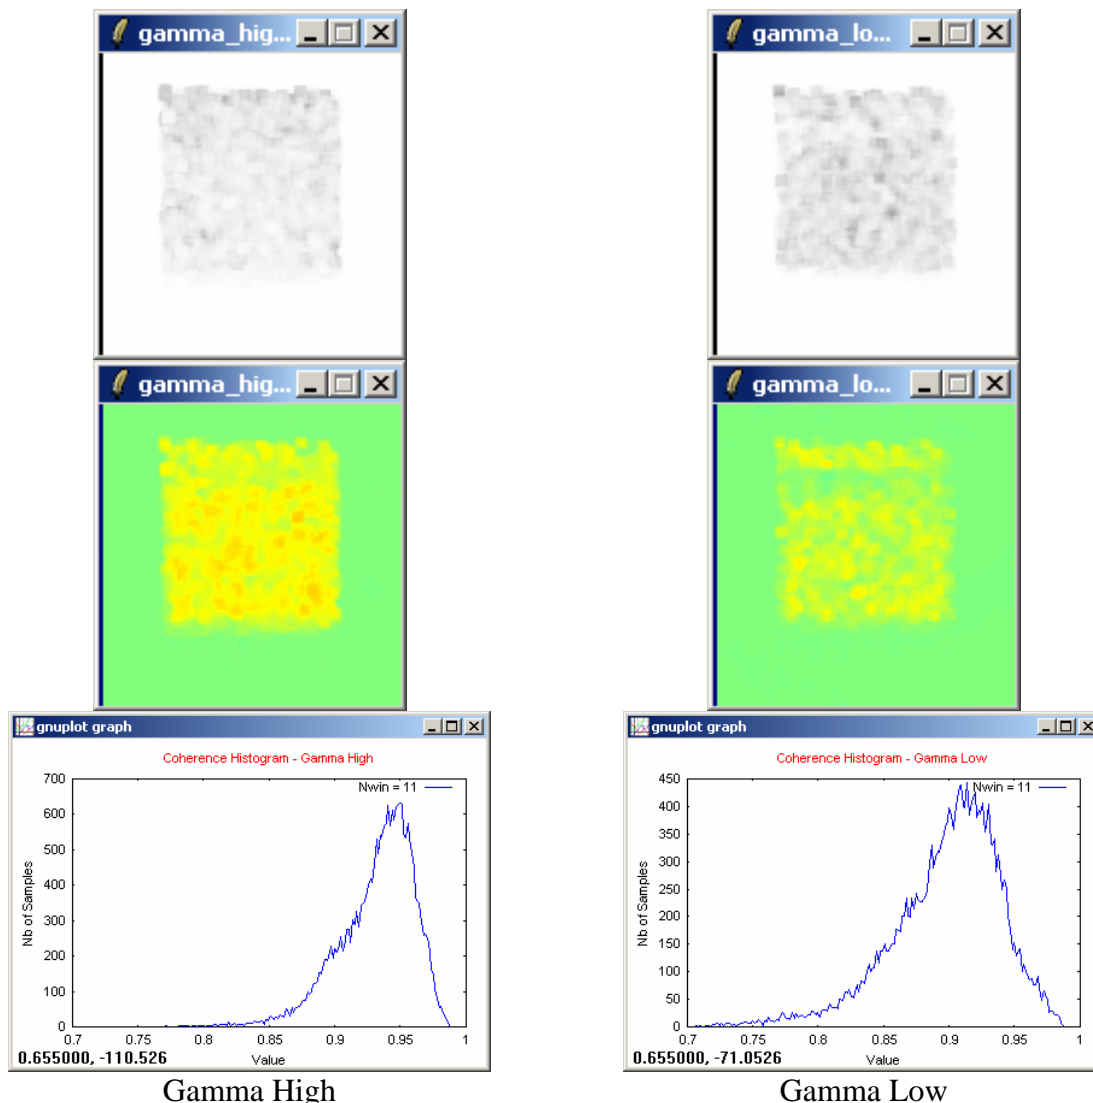 gamma_hig...
gamma_lo...
gamma_hig...
gamma_lo...
gnuplot graph
Coherence Histogram - Gamma High
Nwin = 11
Nb of Samples
700
600
500
400
300
200
100
0
0.7 0.75 0.8 0.85 0.9 0.95 1
Value
0.655000, -110.526
gnuplot graph
Coherence Histogram - Gamma Low
Nwin = 11
Nb of Samples
450
400
350
300
250
200
150
100
50
0
0.7 0.75 0.8 0.85 0.9 0.95 1
Value
0.655000, -71.0526
Gamma High
Gamma Low